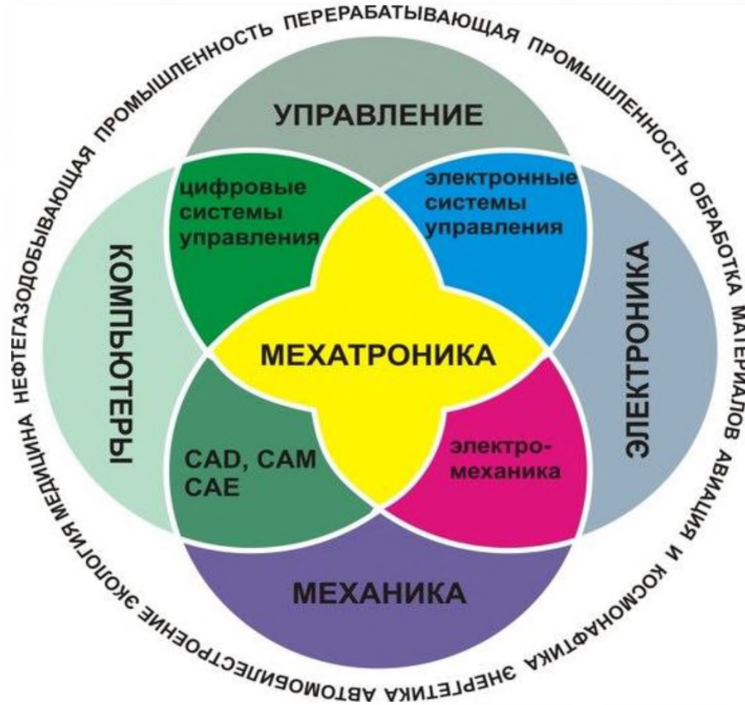 НЕФТЕГАЗОДОБЫВАЮЩАЯ ПРОМЫШЛЕННОСТЬ ПЕРЕРАБАТЫВАЮЩАЯ ПРОМЫШЛЕННОСТЬ ОБРАБОТКА МАТЕРИАЛОВ АВИАЦИЯ И КОСМОНАФТИКА ЭНЕРГЕТИКА АВТОМОБИЛЕСТРОЕНИЕ ЭКОЛОГИЯ МЕДИЦИНА
УПРАВЛЕНИЕ
цифровые
системы
управления
электронные
системы
управления
КОМПЬЮТЕРЫ
МЕХАТРОНИКА
ЭЛЕКТРОНИКА
CAD, CAM
CAE
электро-
механика
МЕХАНИКА